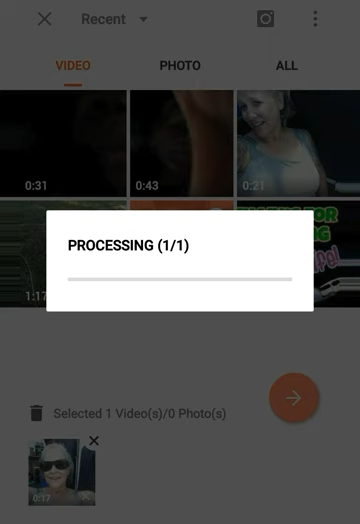 Recent
VIDEO
PHOTO
ALL
0:31
0:43
0:21
FOR
1:17
PROCESSING (1/1)
Selected 1 Video(s)/0 Photo(s)
0:17